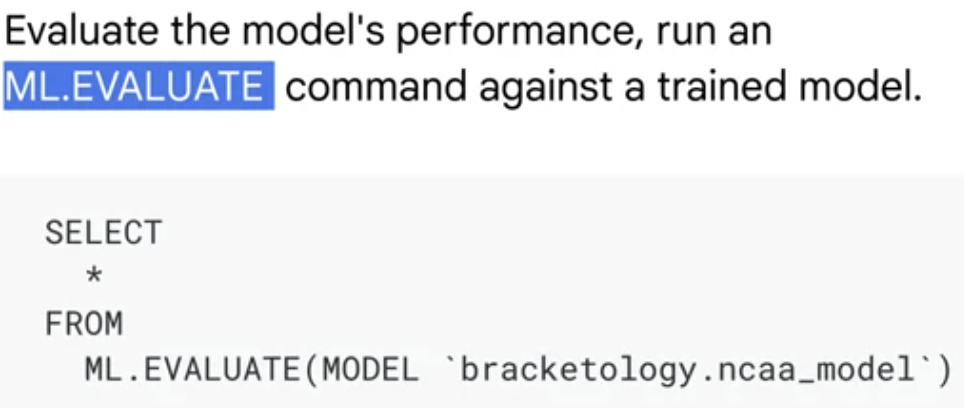 Evaluate the model's performance, run an
ML.EVALUATE command against a trained model.
SELECT
*
FROM
ML.EVALUATE(MODEL `bracketology.ncaa_model`)